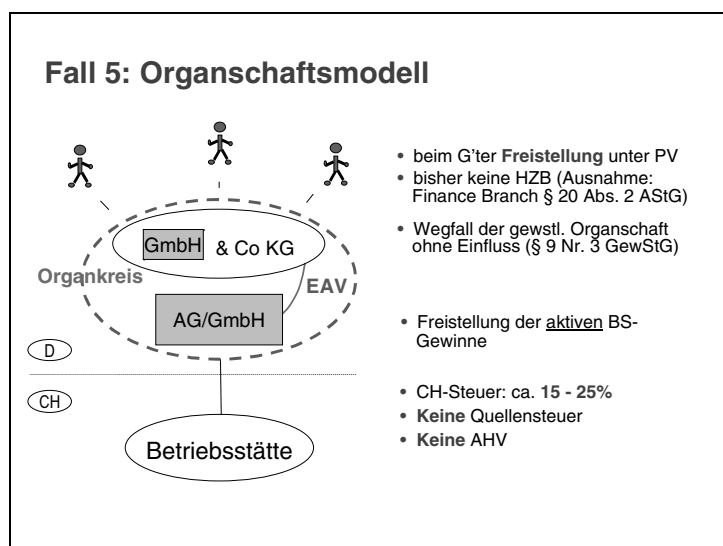 Fall 5: Organschaftsmodell
GmbH & Co KG
Organkreis
EAV
AG/GmbH
D
CH
Betriebsstätte
• beim G'ter Freistellung unter PV
• bisher keine HZB (Ausnahme:
Finance Branch § 20 Abs. 2 AStG)
• Wegfall der gewstl. Organschaft
ohne Einfluss (§ 9 Nr. 3 GewStG)
• Freistellung der aktiven BS-
Gewinne
• CH-Steuer: ca. 15 - 25%
• Keine Quellensteuer
• Keine AHV